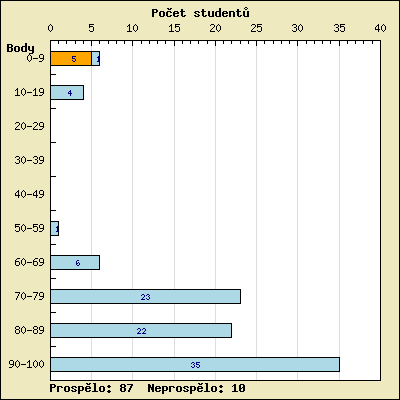 Počet studentů
0 5 10 15 20 25 30 35 40
Body
0-9 5 1
10-19 4
20-29
30-39
40-49
50-59 1
60-69 6
70-79 23
80-89 22
90-100 35
Prospělo: 87 Neprospělo: 10